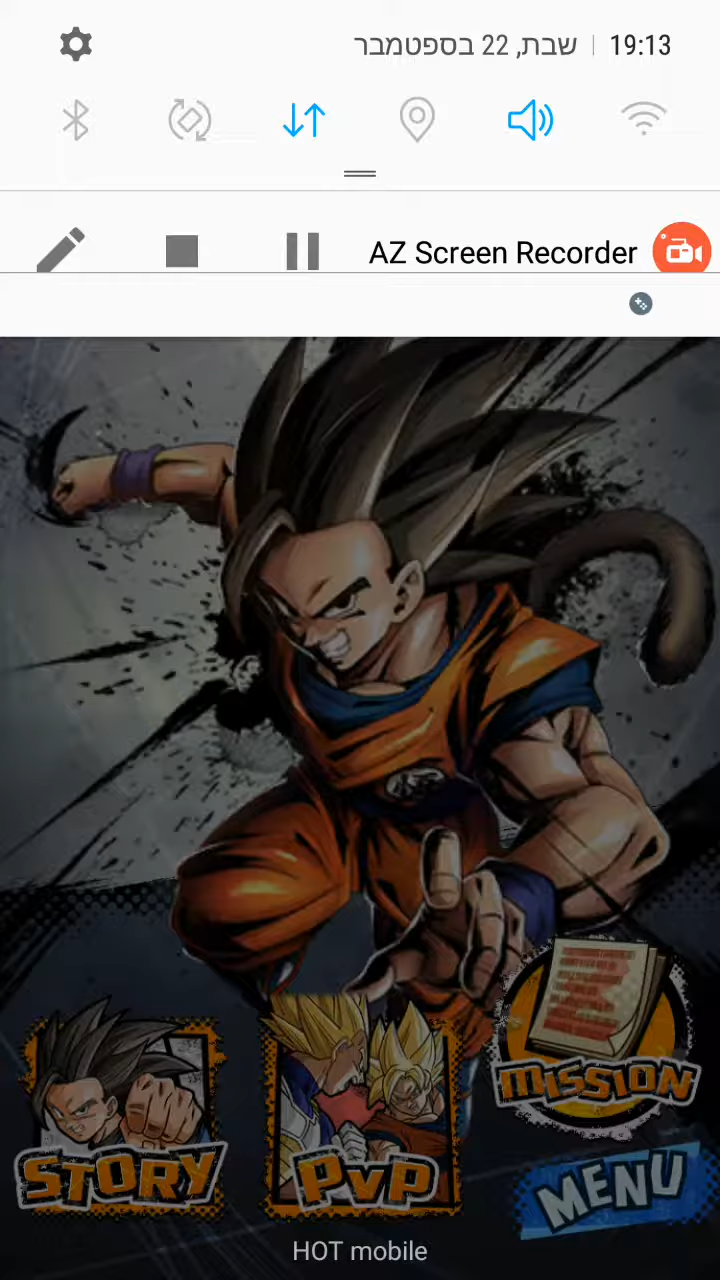 19:13 | שבת, 22 בספטמבר
AZ Screen Recorder
MISSION
STORY
PvP
MENU
HOT mobile